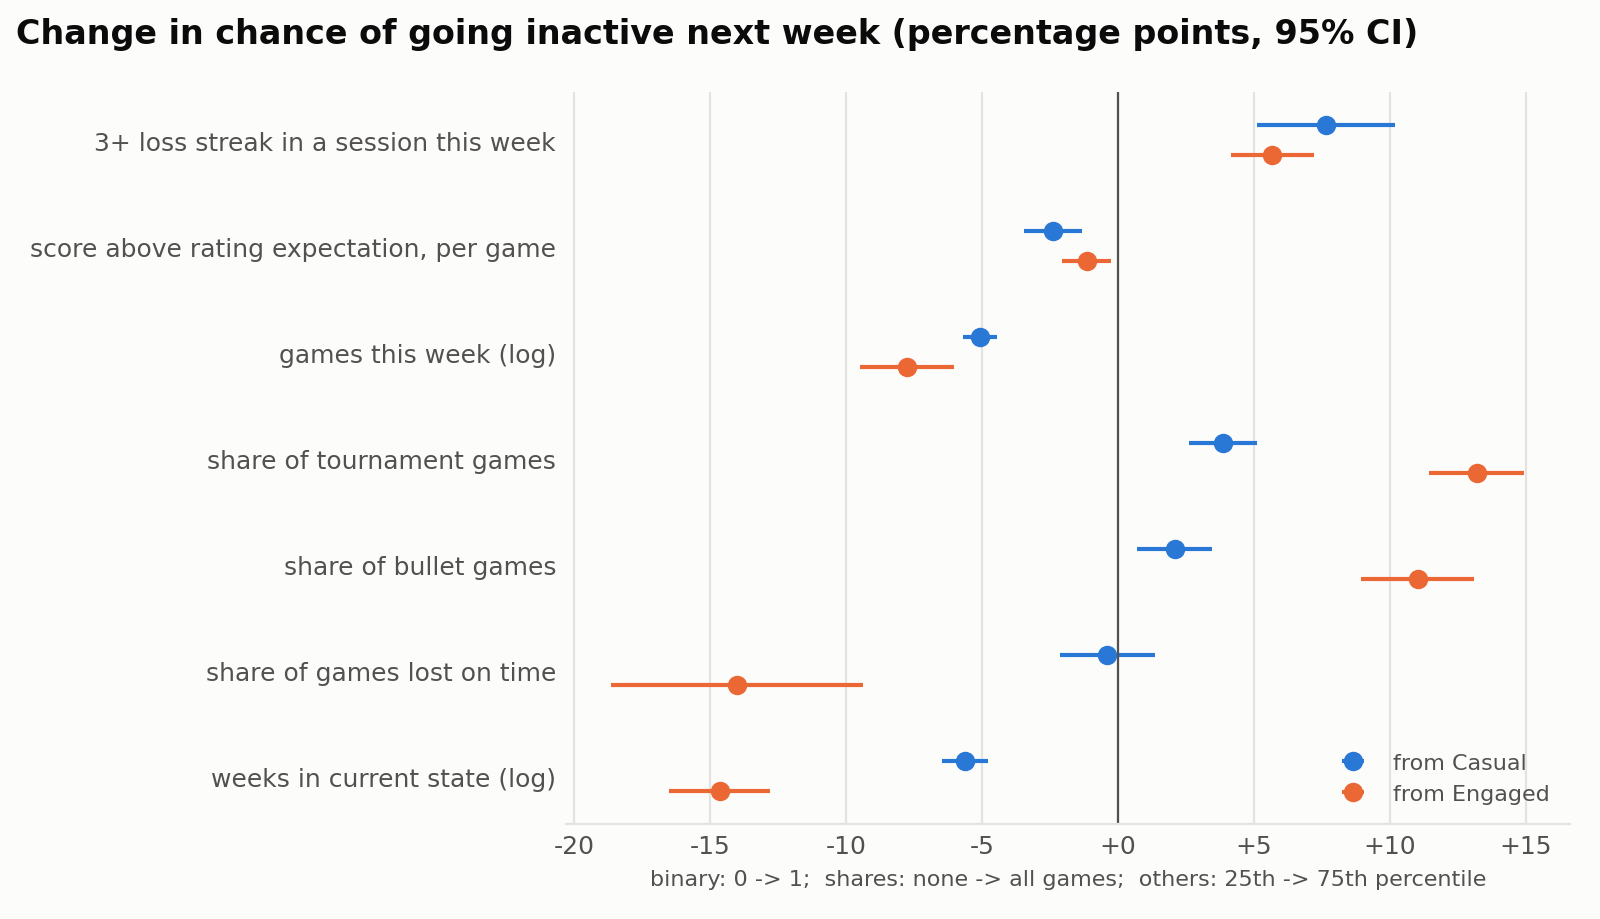 Change in chance of going inactive next week (percentage points, 95% CI)
3+ loss streak in a session this week
score above rating expectation, per game
games this week (log)
share of tournament games
share of bullet games
share of games lost on time
weeks in current state (log)
from Casual
from Engaged
-20 -15 -10 -5 +0 +5 +10 +15
binary: 0 -> 1;  shares: none -> all games;  others: 25th -> 75th percentile